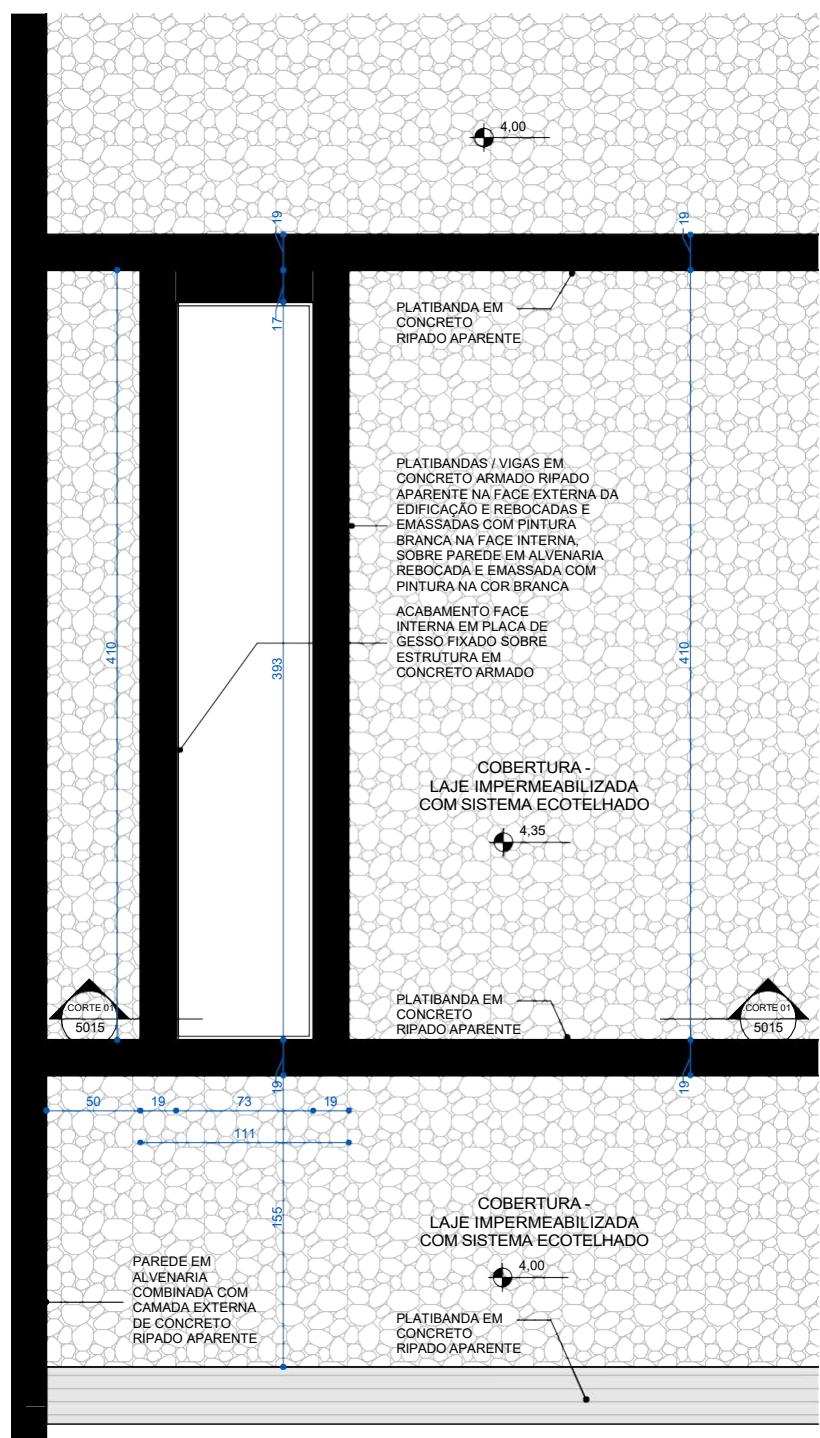 4,00
19
19
17
PLATIBANDA EM
CONCRETO
RIPADO APARENTE
PLATIBANDAS / VIGAS EM
CONCRETO ARMADO RIPADO
APARENTE NA FACE EXTERNA DA
EDIFICAÇÃO E REBOCADAS E
EMASSADAS COM PINTURA
BRANCA NA FACE INTERNA,
SOBRE PAREDE EM ALVENARIA
REBOCADA E EMASSADA COM
PINTURA NA COR BRANCA
ACABAMENTO FACE
INTERNA EM PLACA DE
GESSO FIXADO SOBRE
ESTRUTURA EM
CONCRETO ARMADO
410
393
410
COBERTURA -
LAJE IMPERMEABILIZADA
COM SISTEMA ECOTELHADO
4,35
CORTE 01
5015
PLATIBANDA EM
CONCRETO
RIPADO APARENTE
CORTE 01
5015
19
19
50
19
73
19
111
155
COBERTURA -
LAJE IMPERMEABILIZADA
COM SISTEMA ECOTELHADO
4,00
PAREDE EM
ALVENARIA
COMBINADA COM
CAMADA EXTERNA
DE CONCRETO
RIPADO APARENTE
PLATIBANDA EM
CONCRETO
RIPADO APARENTE